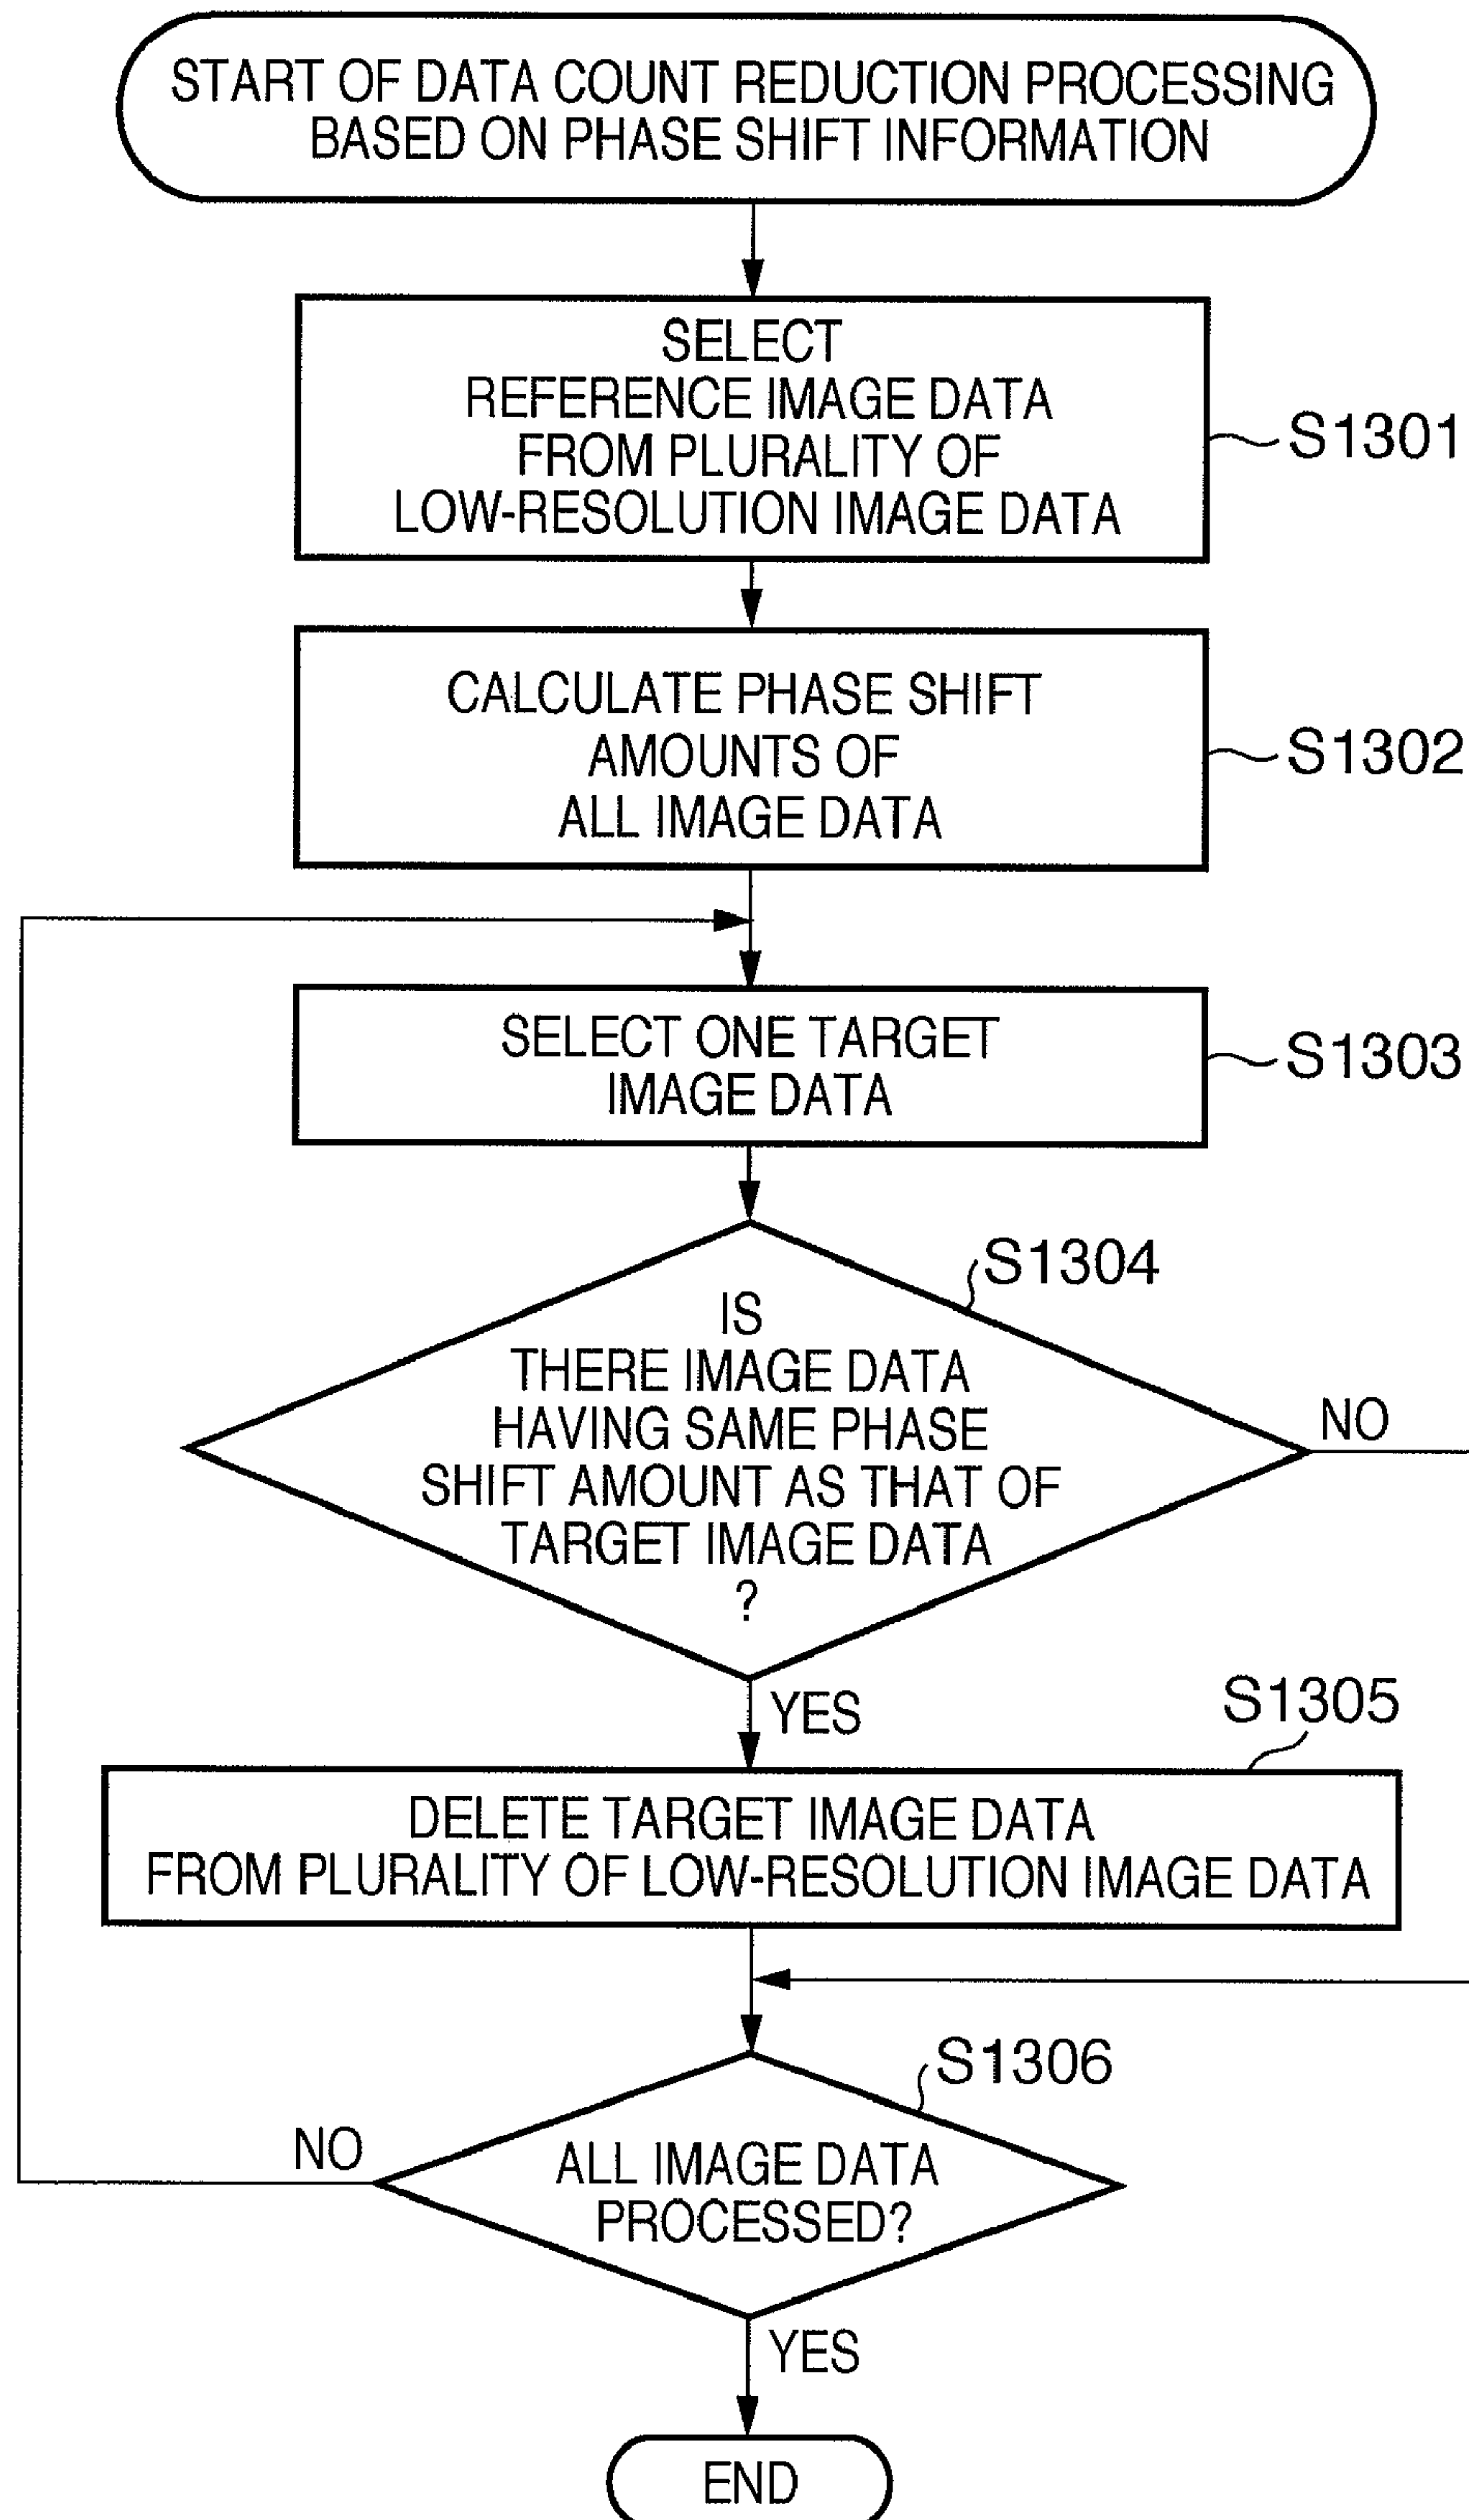 START OF DATA COUNT REDUCTION PROCESSING
BASED ON PHASE SHIFT INFORMATION
SELECT
REFERENCE IMAGE DATA
FROM PLURALITY OF
LOW-RESOLUTION IMAGE DATA
S1301
CALCULATE PHASE SHIFT
AMOUNTS OF
ALL IMAGE DATA
S1302
SELECT ONE TARGET
IMAGE DATA
S1303
S1304
IS
THERE IMAGE DATA
HAVING SAME PHASE
SHIFT AMOUNT AS THAT OF
TARGET IMAGE DATA
?
NO
YES
S1305
DELETE TARGET IMAGE DATA
FROM PLURALITY OF LOW-RESOLUTION IMAGE DATA
S1306
ALL IMAGE DATA
PROCESSED?
NO
YES
END